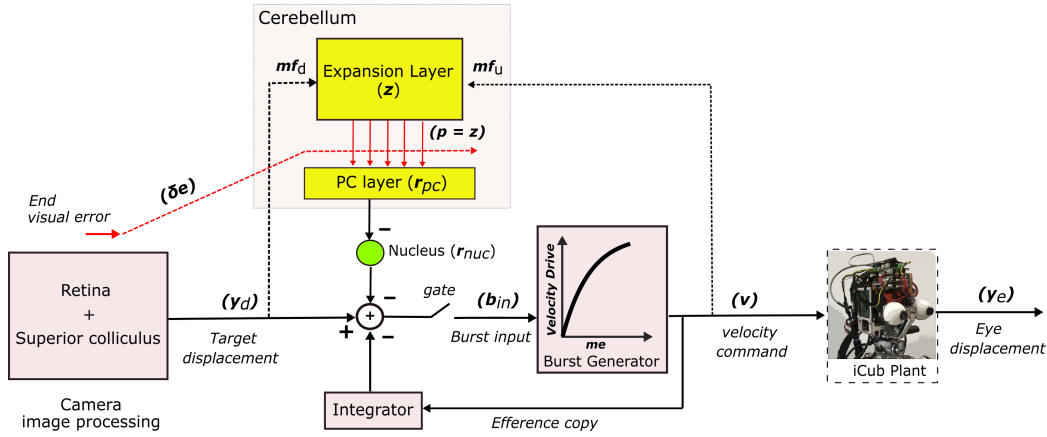 Cerebellum
mfd
Expansion Layer
(z)
mfu
(p = z)
PC layer (rpc)
(δe)
End
visual error
Nucleus (rnuc)
Retina
+
Superior colliculus
(yd)
Target
displacement
−
−
+
+
−
gate
(bin)
Burst input
Velocity Drive
me
Burst Generator
(v)
velocity
command
iCub Plant
(ye)
Eye
displacement
Integrator
Efference copy
Camera
image processing